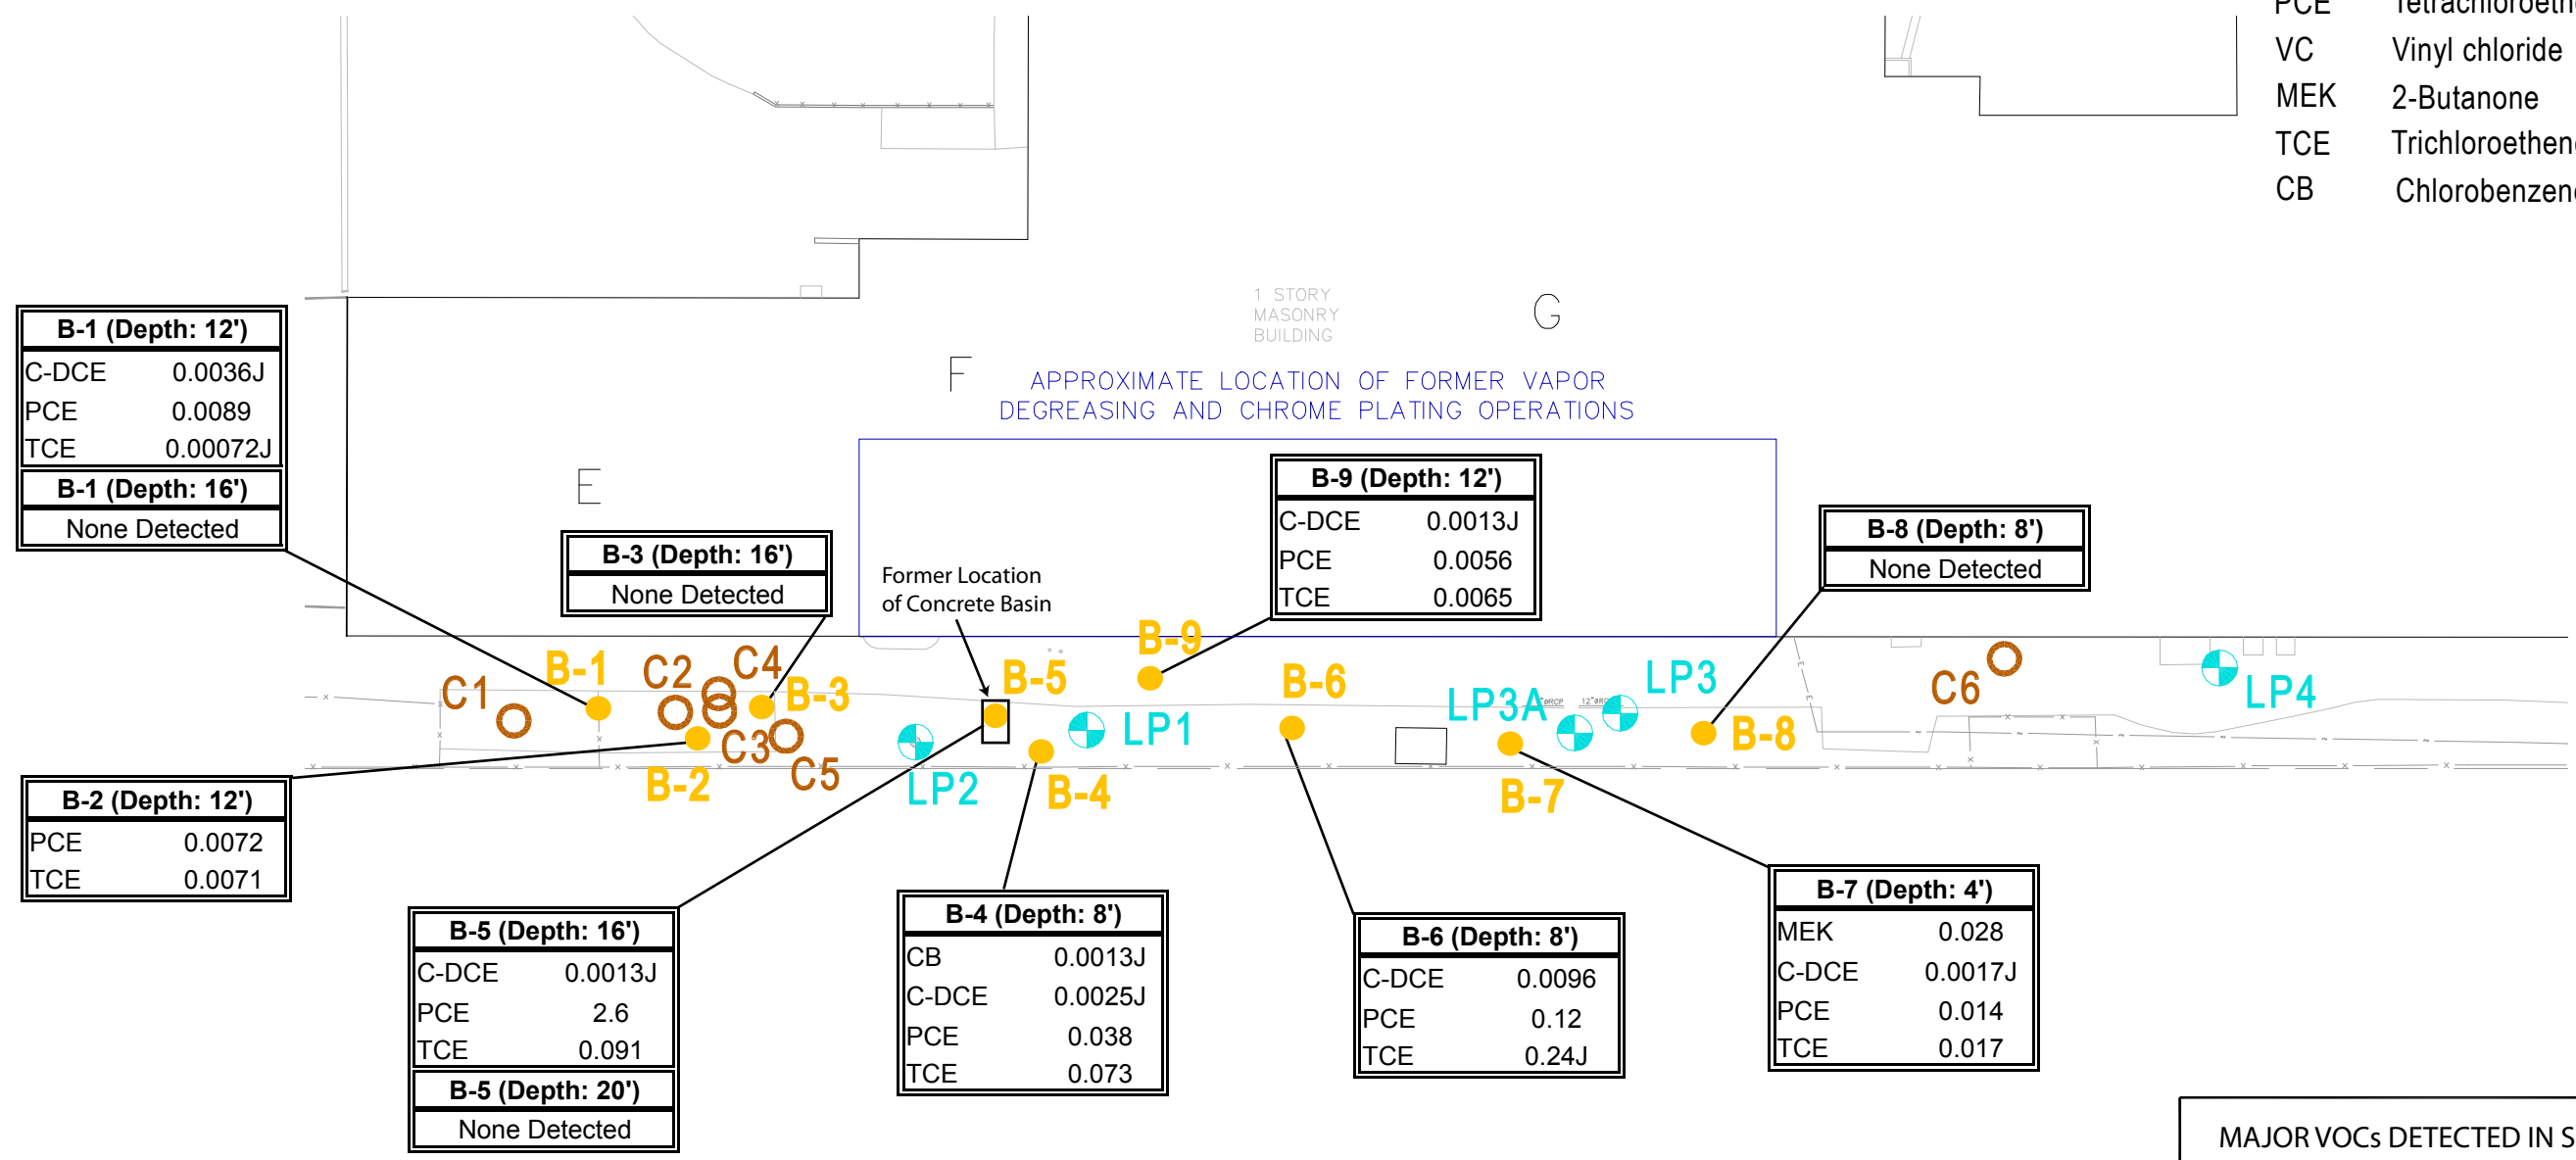 PCE
VC Vinyl chloride
MEK 2-Butanone
TCE
CB
1 STORY
MASONRY
BUILDING
G
F
APPROXIMATE LOCATION OF FORMER VAPOR
DEGREASING AND CHROME PLATING OPERATIONS
E
B-1 (Depth: 12')
C-DCE 0.0036J
PCE 0.0089
TCE 0.00072J
B-1 (Depth: 16')
None Detected
B-3 (Depth: 16')
None Detected
Former Location
of Concrete Basin
B-9 (Depth: 12')
C-DCE 0.0013J
PCE 0.0056
TCE 0.0065
B-8 (Depth: 8')
None Detected
C1
B-1
C2
C4
B-3
C3
C5
B-2
LP2
B-5
B-9
LP1
B-4
B-6
LP3A
12"øRCP
LP3
B-7
B-8
C6
LP4
B-2 (Depth: 12')
PCE 0.0072
TCE 0.0071
B-5 (Depth: 16')
C-DCE 0.0013J
PCE 2.6
TCE 0.091
B-5 (Depth: 20')
None Detected
B-4 (Depth: 8')
CB 0.0013J
C-DCE 0.0025J
PCE 0.038
TCE 0.073
B-6 (Depth: 8')
C-DCE 0.0096
PCE 0.12
TCE 0.24J
B-7 (Depth: 4')
MEK 0.028
C-DCE 0.0017J
PCE 0.014
TCE 0.017
MAJOR VOCs DETECTED IN S